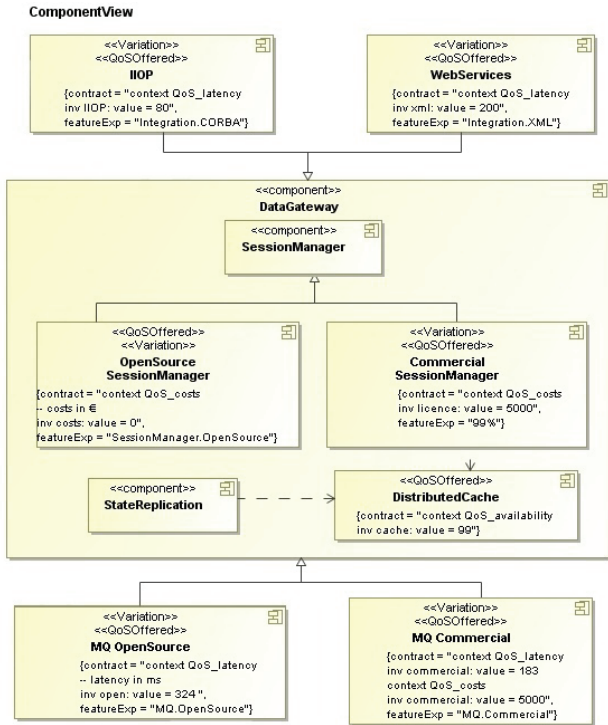 ComponentView
<<Variation>>
<<QoSOffered>>
IIOP
{contract = "context QoS_latency
inv IIOP: value = 80",
featureExp = "Integration.CORBA"}
<<Variation>>
<<QoSOffered>>
WebServices
{contract = "context QoS_latency
inv xml: value = 200",
featureExp = "Integration.XML"}
<<component>>
DataGateway
<<component>>
SessionManager
<<QoSOffered>>
<<Variation>>
OpenSource
SessionManager
{contract = "context QoS_costs
-- costs in €
inv costs: value = 0",
featureExp = "SessionManager.OpenSource"}
<<Variation>>
<<QoSOffered>>
Commercial
SessionManager
{contract = "context QoS_costs
inv licence: value = 5000",
featureExp = "99%"}
<<component>>
StateReplication
<<QoSOffered>>
DistributedCache
{contract = "context QoS_availability
inv cache: value = 99"}
<<Variation>>
<<QoSOffered>>
MQ OpenSource
{contract = "context QoS_latency
-- latency in ms
inv open: value = 324",
featureExp = "MQ.OpenSource"}
<<Variation>>
<<QoSOffered>>
MQ Commercial
{contract = "context QoS_latency
inv commercial: value = 183
context QoS_costs
inv commercial: value = 5000",
featureExp = "MQ.Commercial"}